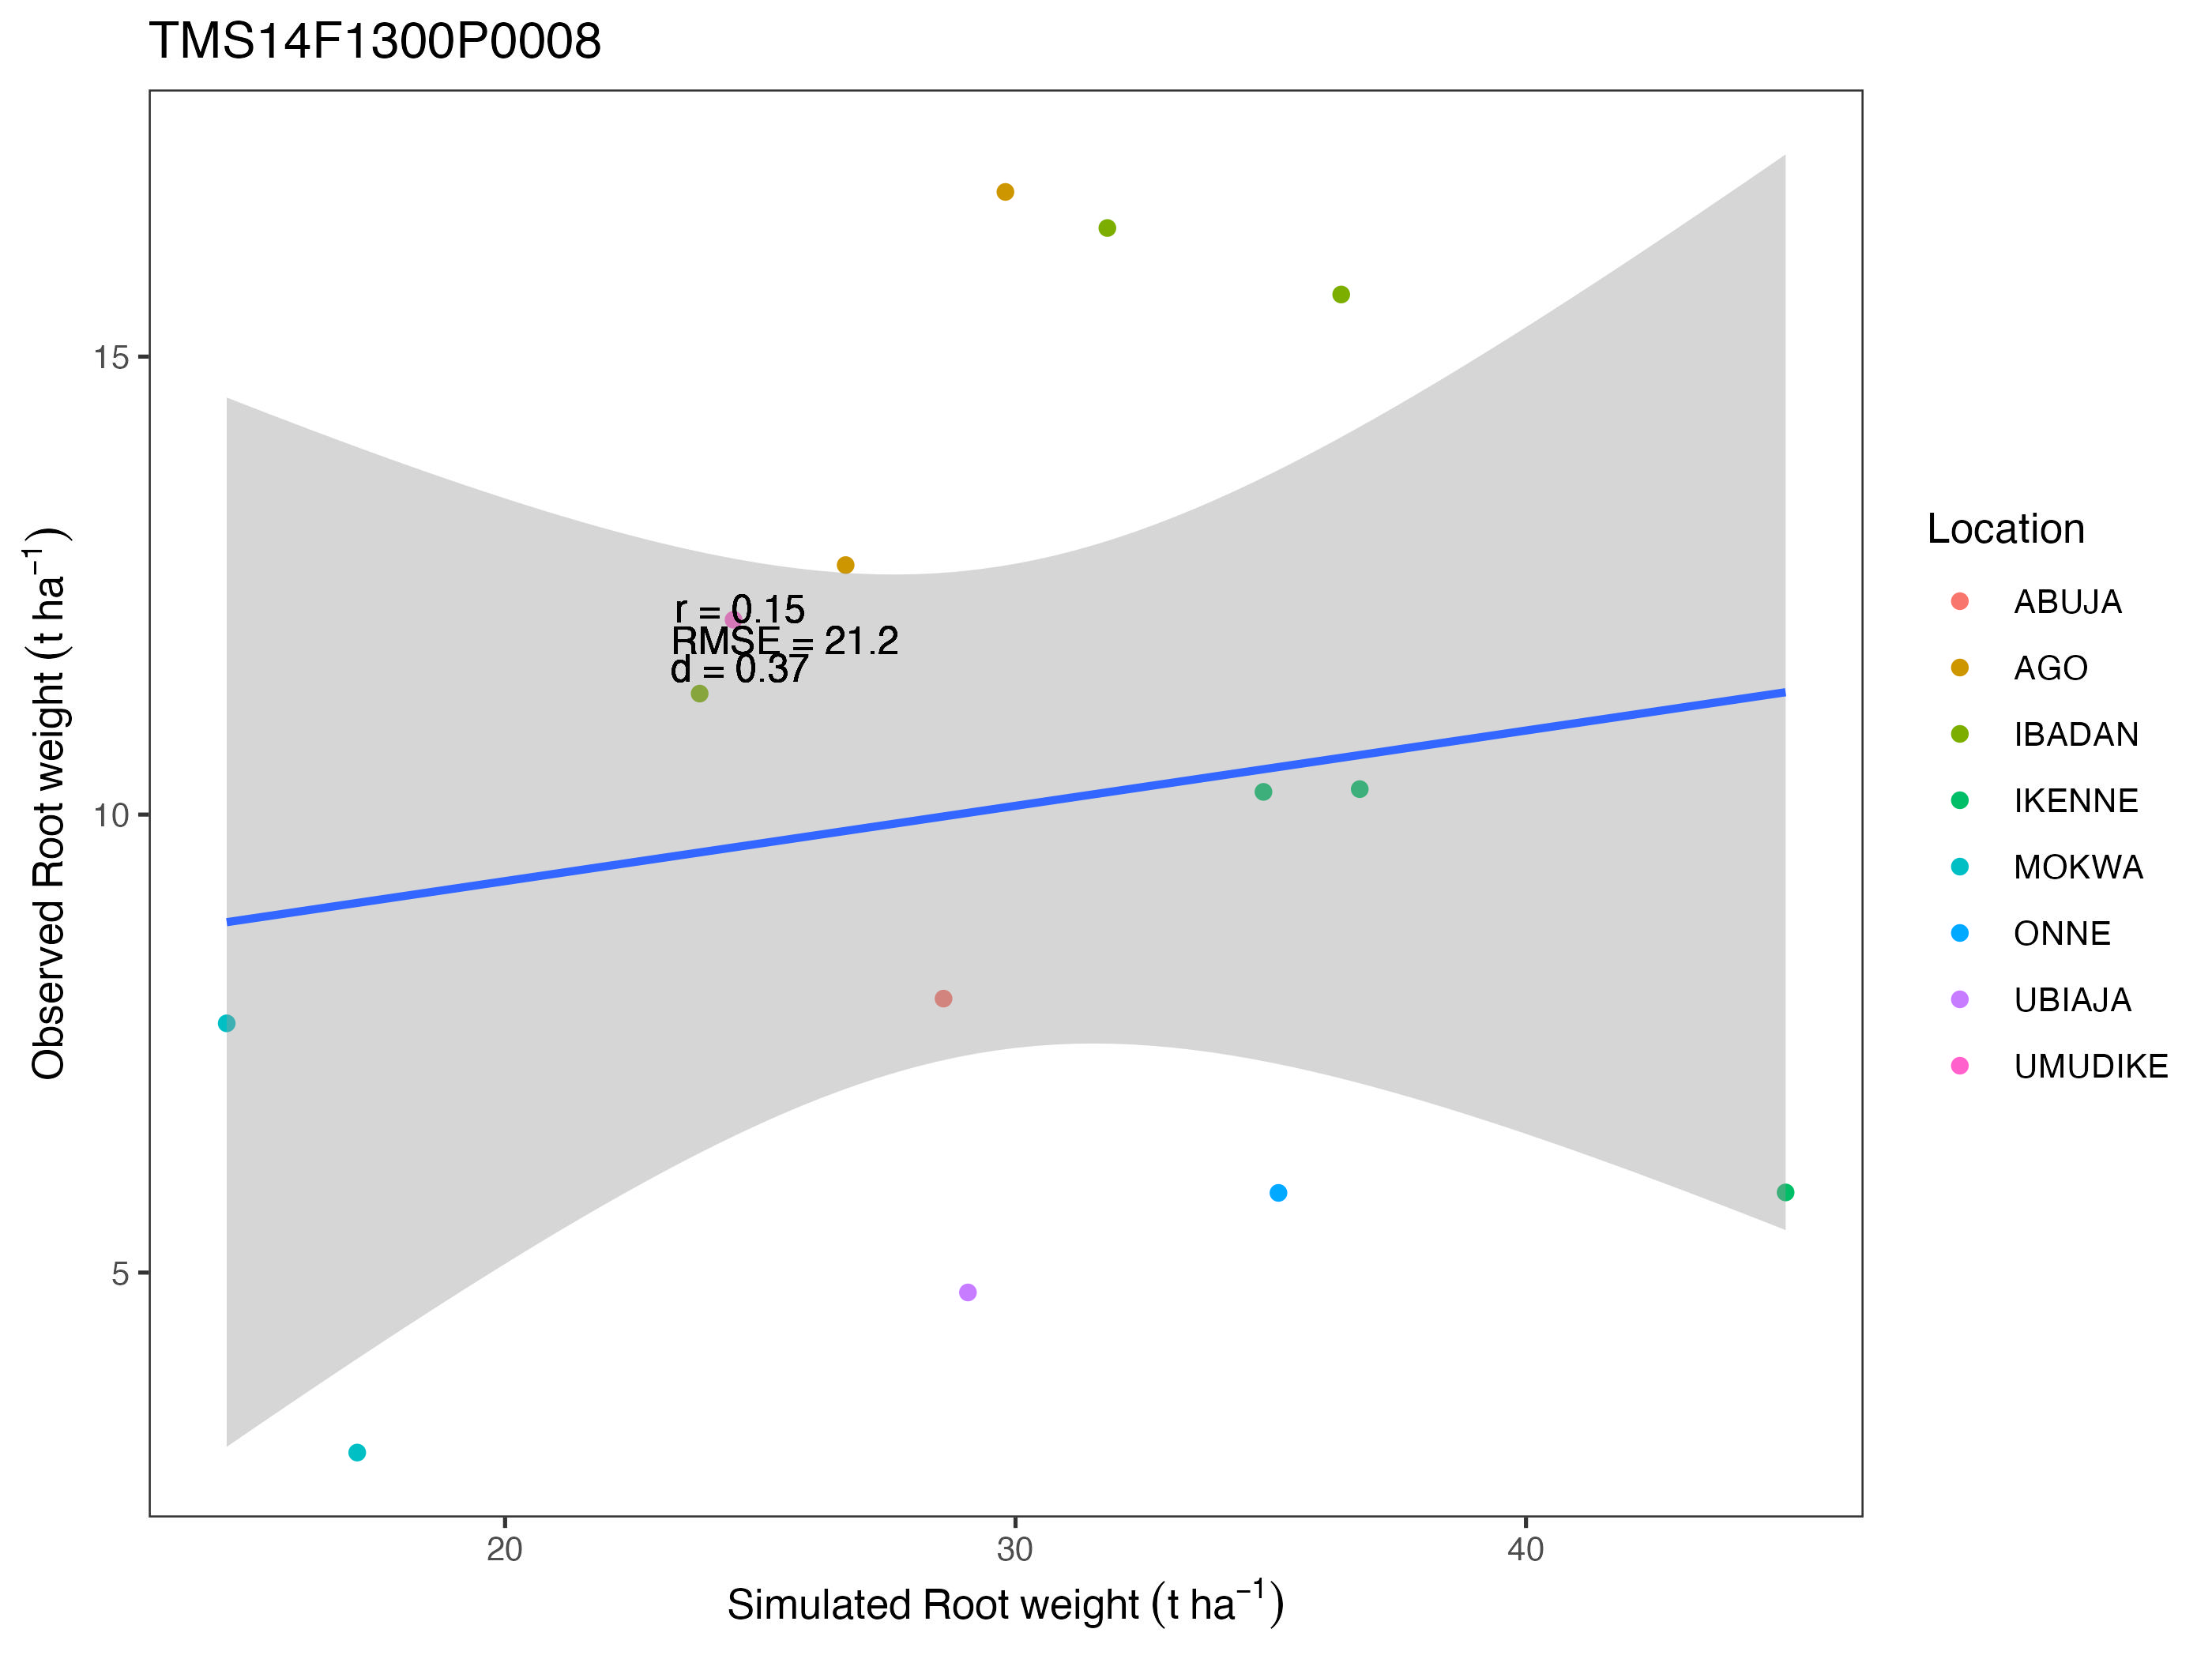 TMS14F1300P0008
Observed Root weight (t ha⁻¹)
15
10
5
r = 0.15
RMSE = 21.2
d = 0.37
20
30
40
Simulated Root weight (t ha⁻¹)
Location
ABUJA
AGO
IBADAN
IKENNE
MOKWA
ONNE
UBIAJA
UMUDIKE